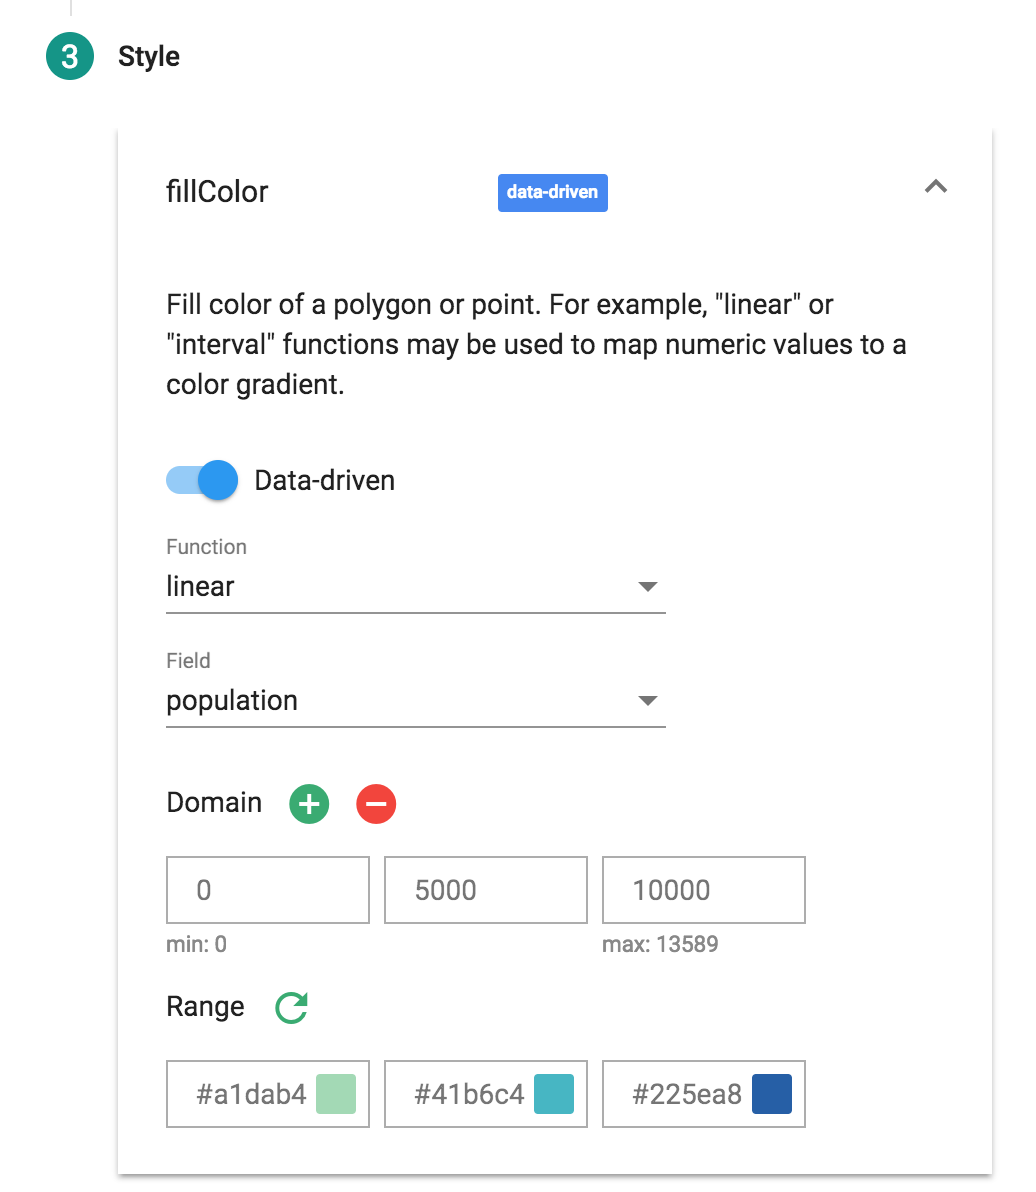 3 Style
fillColor data-driven
Fill color of a polygon or point. For example, "linear" or
"interval" functions may be used to map numeric values to a
color gradient.
Data-driven
Function
linear
Field
population
Domain
0 5000 10000
min: 0 max: 13589
Range
#a1dab4 #41b6c4 #225ea8